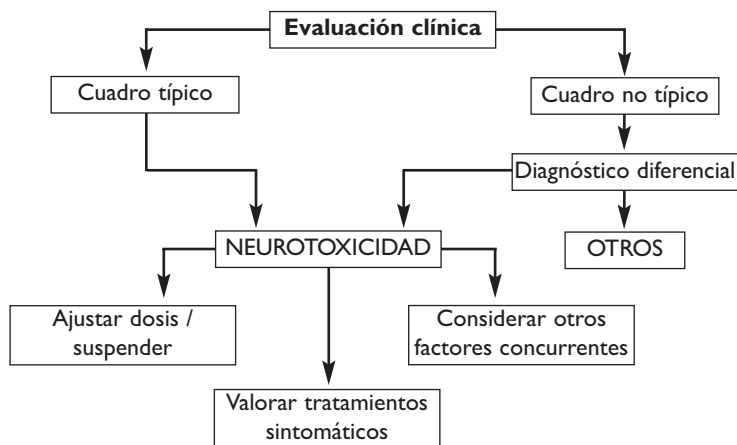 Evaluación clínica
Cuadro típico
Cuadro no típico
Diagnóstico diferencial
NEUROTOXICIDAD
OTROS
Ajustar dosis /
suspender
Considerar otros
factores concurrentes
Valorar tratamientos
sintomáticos